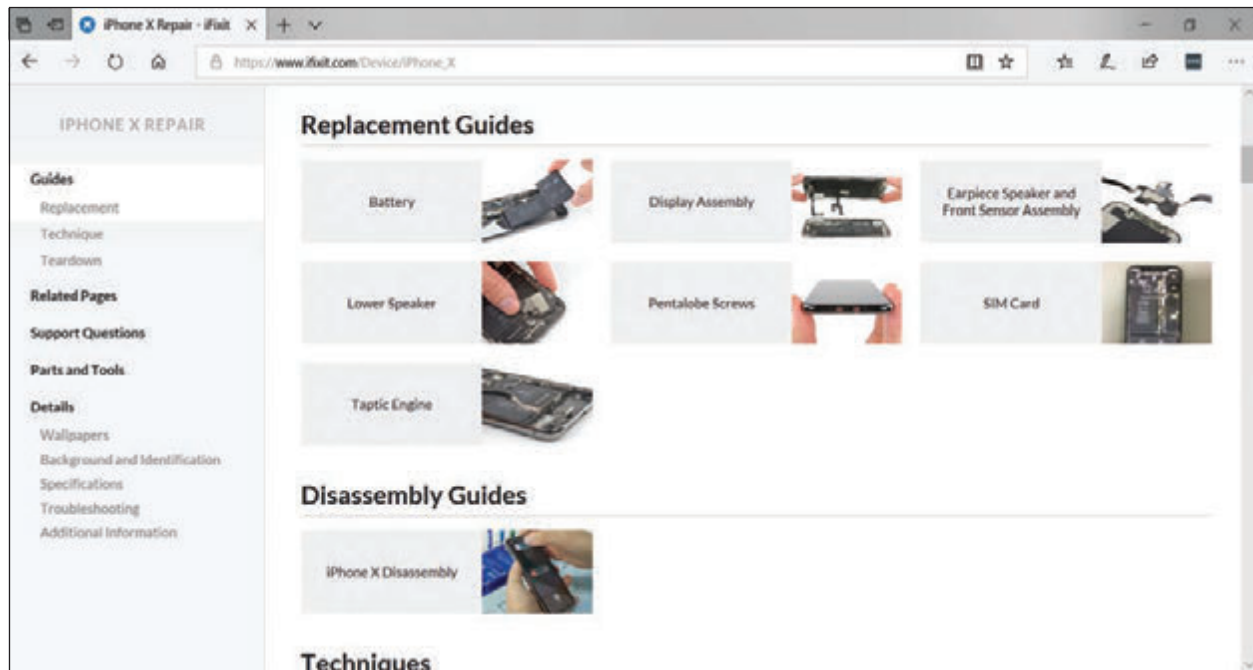 iPhone X Repair - iFixit
https://www.ifixit.com/Device/iPhone_X
IPHONE X REPAIR
Guides
Replacement
Technique
Teardown
Related Pages
Support Questions
Parts and Tools
Details
Wallpapers
Background and Identification
Specifications
Troubleshooting
Additional Information
Replacement Guides
Battery
Display Assembly
Earpiece Speaker and
Front Sensor Assembly
Lower Speaker
Pentalobe Screws
SIM Card
Taptic Engine
Disassembly Guides
iPhone X Disassembly
Techniques